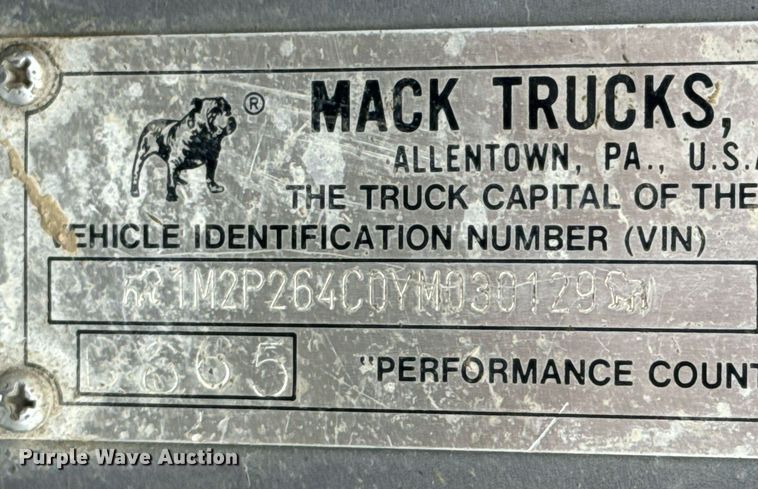 ®
MACK TRUCKS,
ALLENTOWN, PA., U.S.A
THE TRUCK CAPITAL OF THE
VEHICLE IDENTIFICATION NUMBER (VIN)
1M2P264C0YM030129
"PERFORMANCE COUNT
Purple Wave Auction